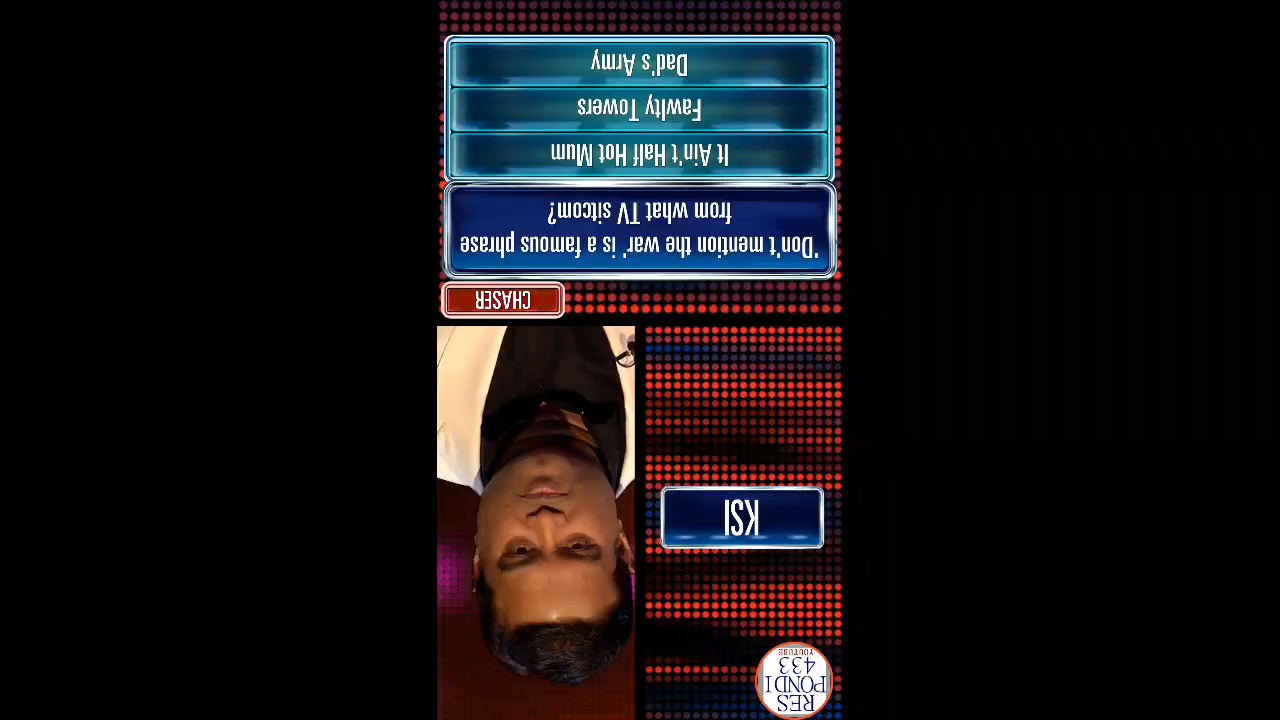 RES
POND I
433
YOUTUBE
KSI
CHASER
'Don't mention the war' is a famous phrase
from what TV sitcom?
It Ain't Half Hot Mum
Fawlty Towers
Dad's Army